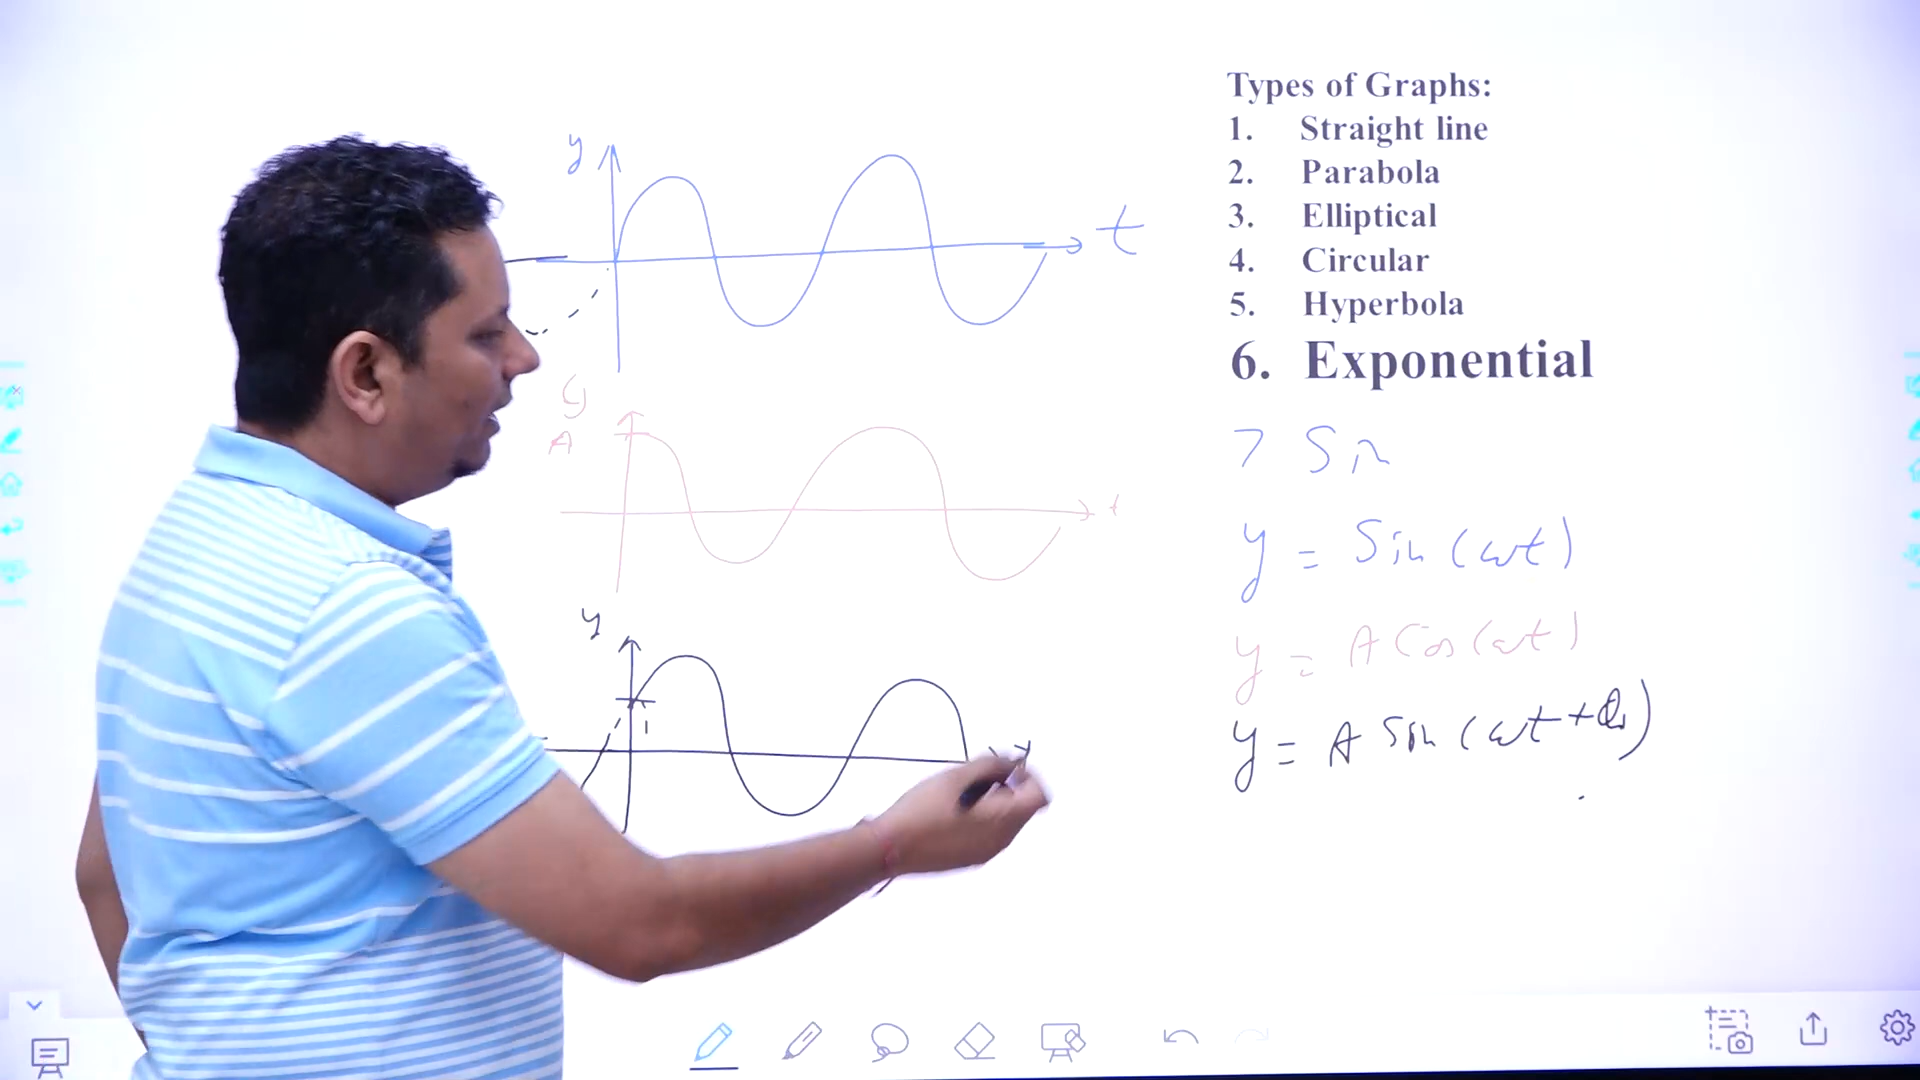 Types of Graphs:
1. Straight line
2. Parabola
3. Elliptical
4. Circular
5. Hyperbola
6. Exponential
7 Sin
y = Sin (ωt)
y = A Cos (ωt)
y = A Sin (ωt + Φ)
y
t
y
A
t
y